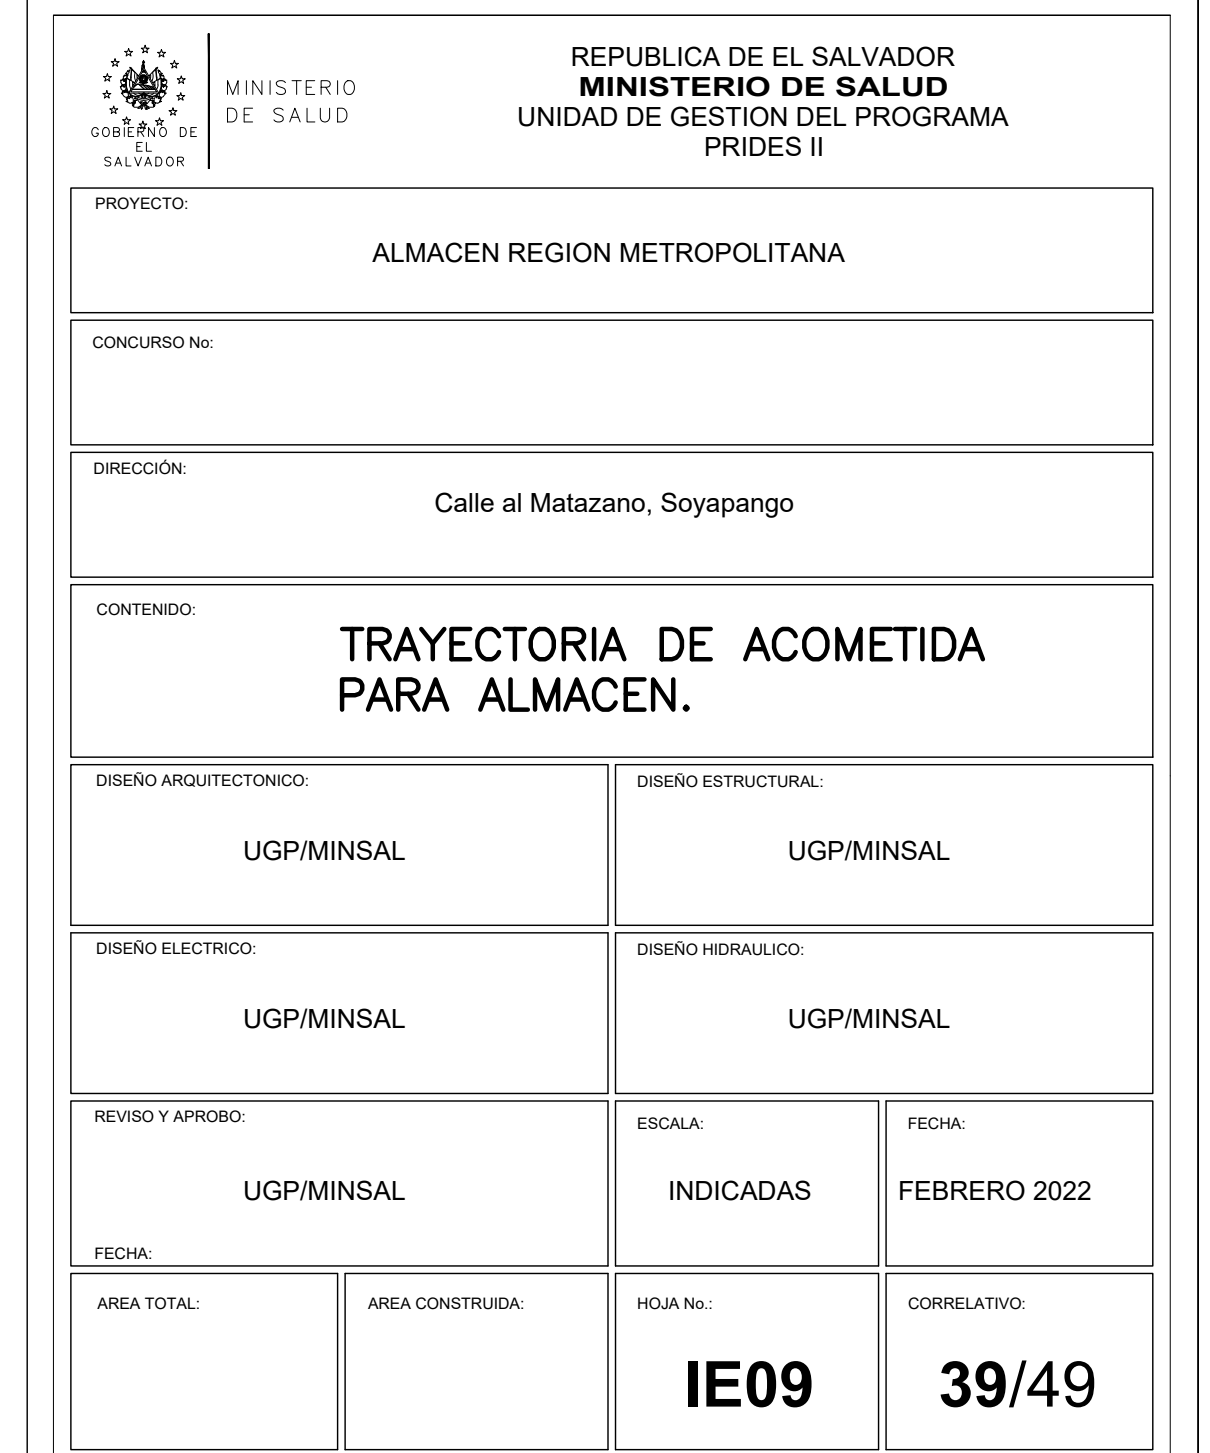 GOBIERNO DE
EL
SALVADOR
MINISTERIO
DE SALUD
REPUBLICA DE EL SALVADOR
MINISTERIO DE SALUD
UNIDAD DE GESTION DEL PROGRAMA
PRIDES II
PROYECTO:
ALMACEN REGION METROPOLITANA
CONCURSO No:
DIRECCIÓN:
Calle al Matazano, Soyapango
CONTENIDO:
TRAYECTORIA DE ACOMETIDA
PARA ALMACEN.
DISEÑO ARQUITECTONICO:
UGP/MINSAL
DISEÑO ESTRUCTURAL:
UGP/MINSAL
DISEÑO ELECTRICO:
UGP/MINSAL
DISEÑO HIDRAULICO:
UGP/MINSAL
REVISO Y APROBO:
UGP/MINSAL
FECHA:
ESCALA:
INDICADAS
FECHA:
FEBRERO 2022
AREA TOTAL:
AREA CONSTRUIDA:
HOJA No.:
IE09
CORRELATIVO:
39/49